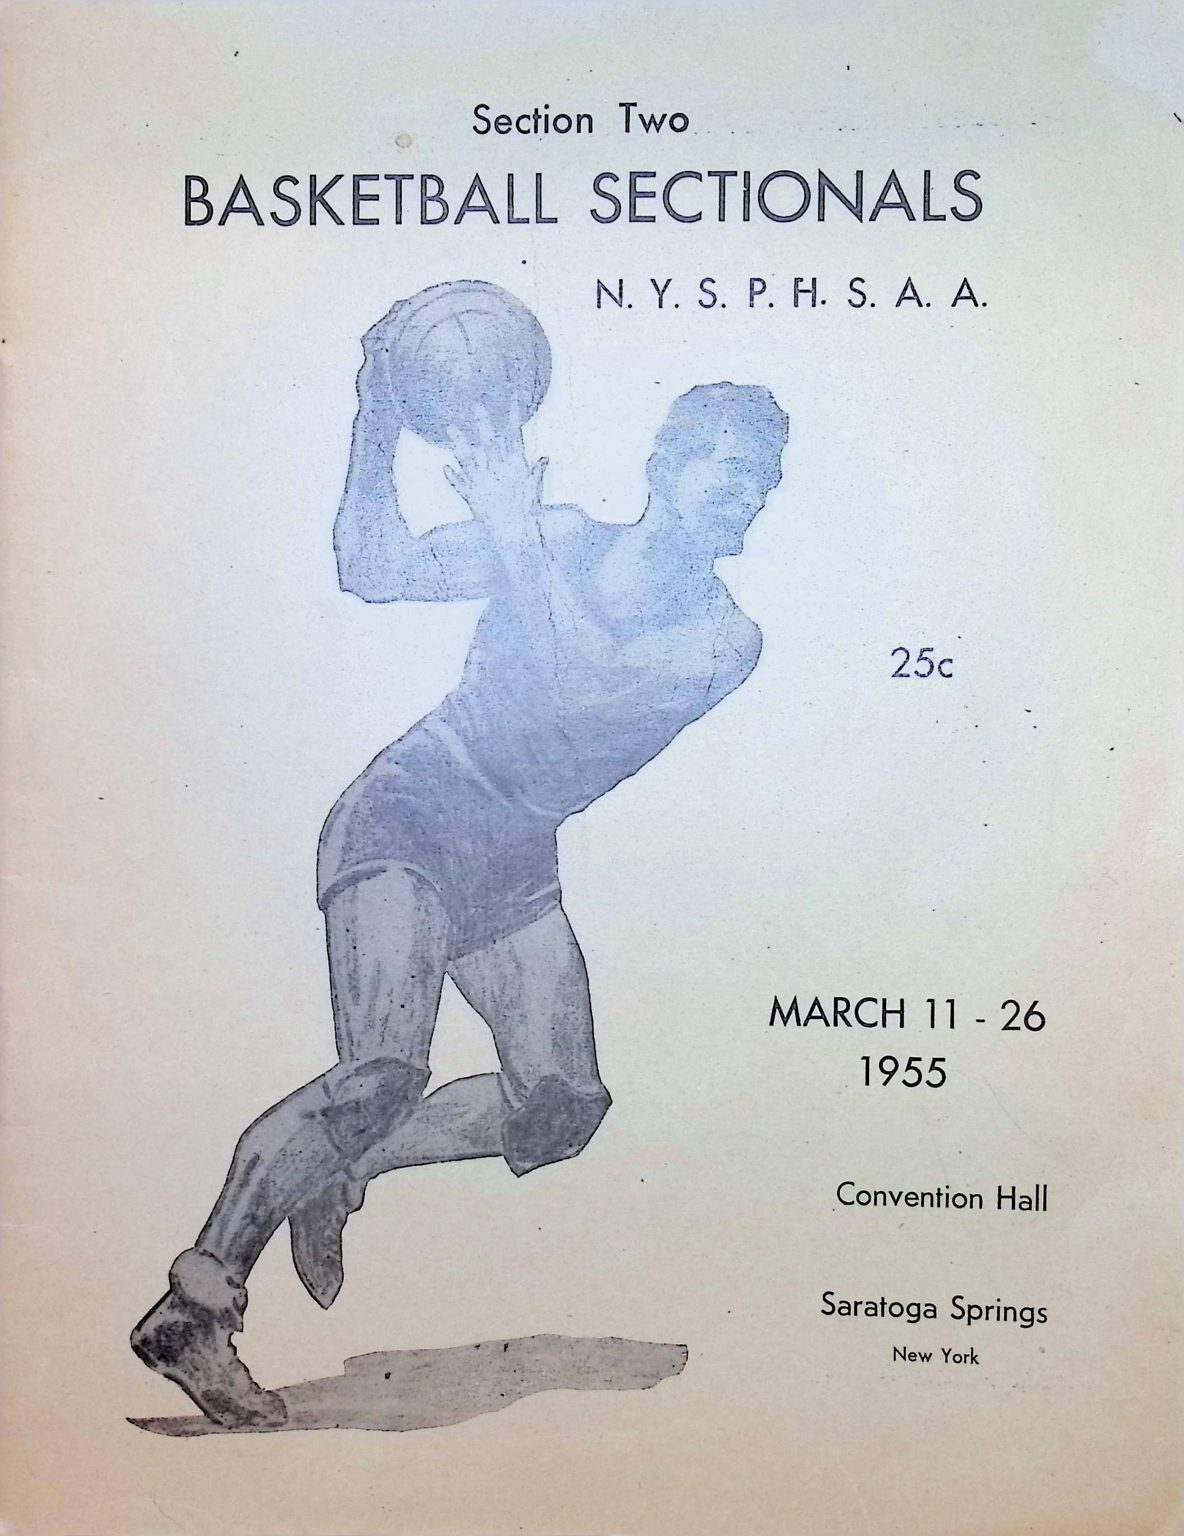 Section Two
BASKETBALL SECTIONALS
N. Y. S. P. H. S. A. A.
25c
MARCH 11 - 26
1955
Convention Hall
Saratoga Springs
New York